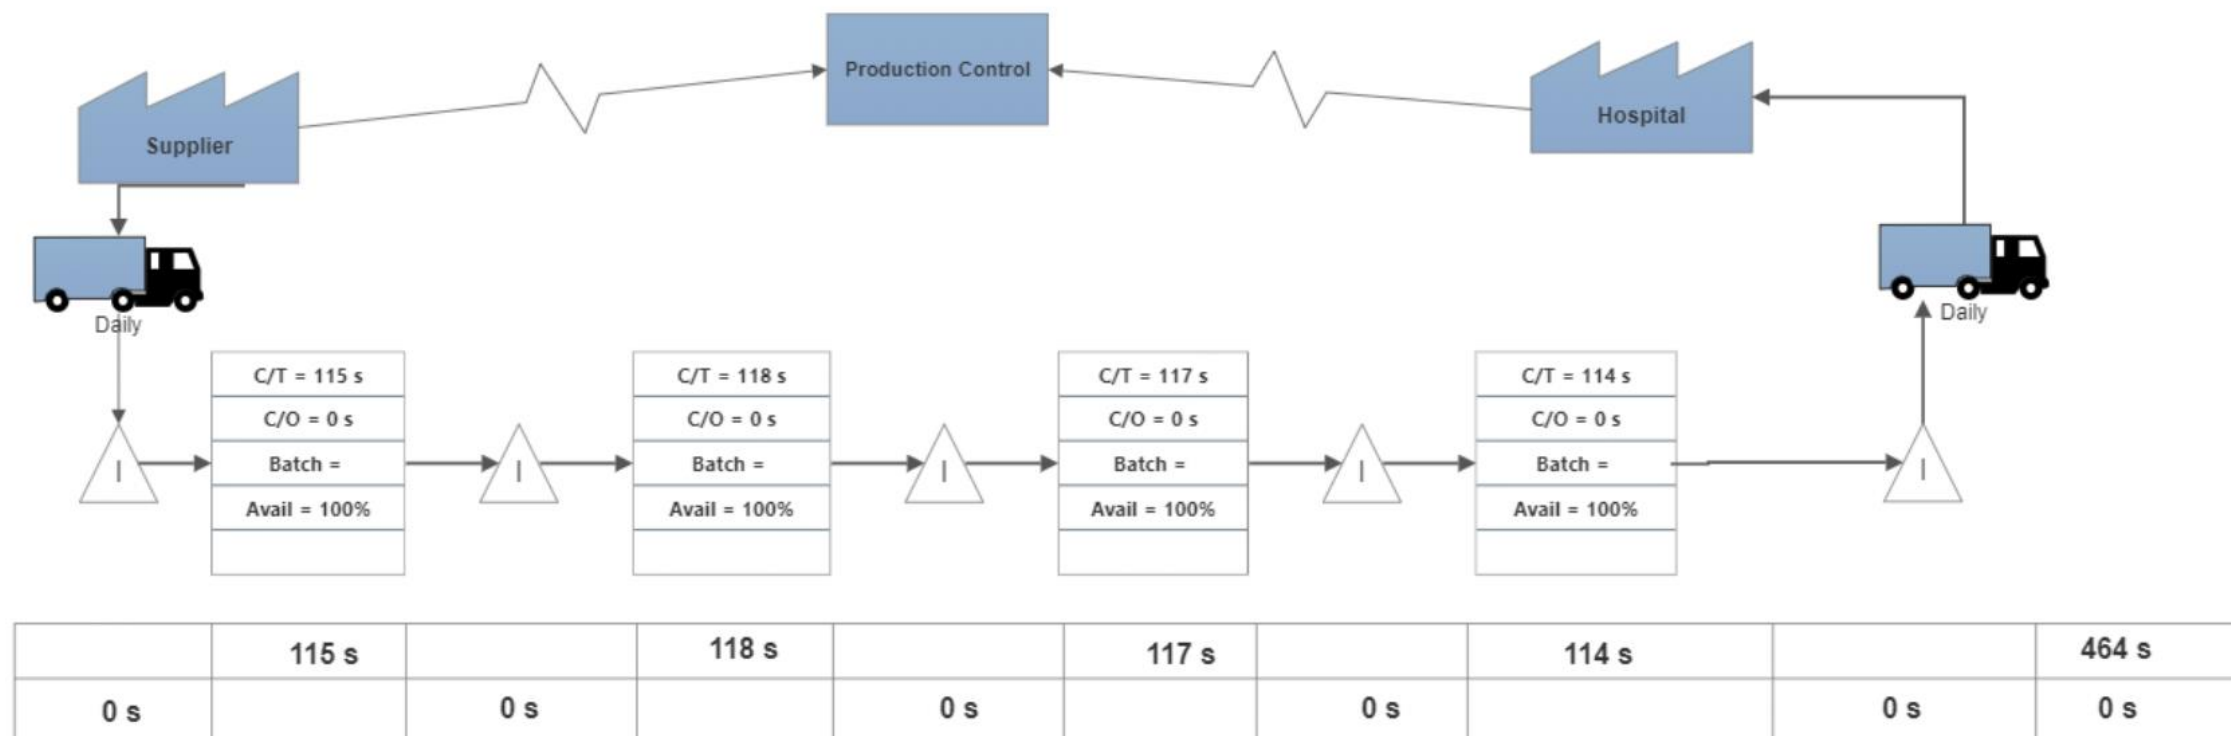 Production Control
Supplier
Hospital
Daily
Daily
C/T = 115 s
C/O = 0 s
Batch =
Avail = 100%
C/T = 118 s
C/O = 0 s
Batch =
Avail = 100%
C/T = 117 s
C/O = 0 s
Batch =
Avail = 100%
C/T = 114 s
C/O = 0 s
Batch =
Avail = 100%
I
I
I
I
I
115 s 118 s 117 s 114 s 464 s
0 s 0 s 0 s 0 s 0 s 0 s